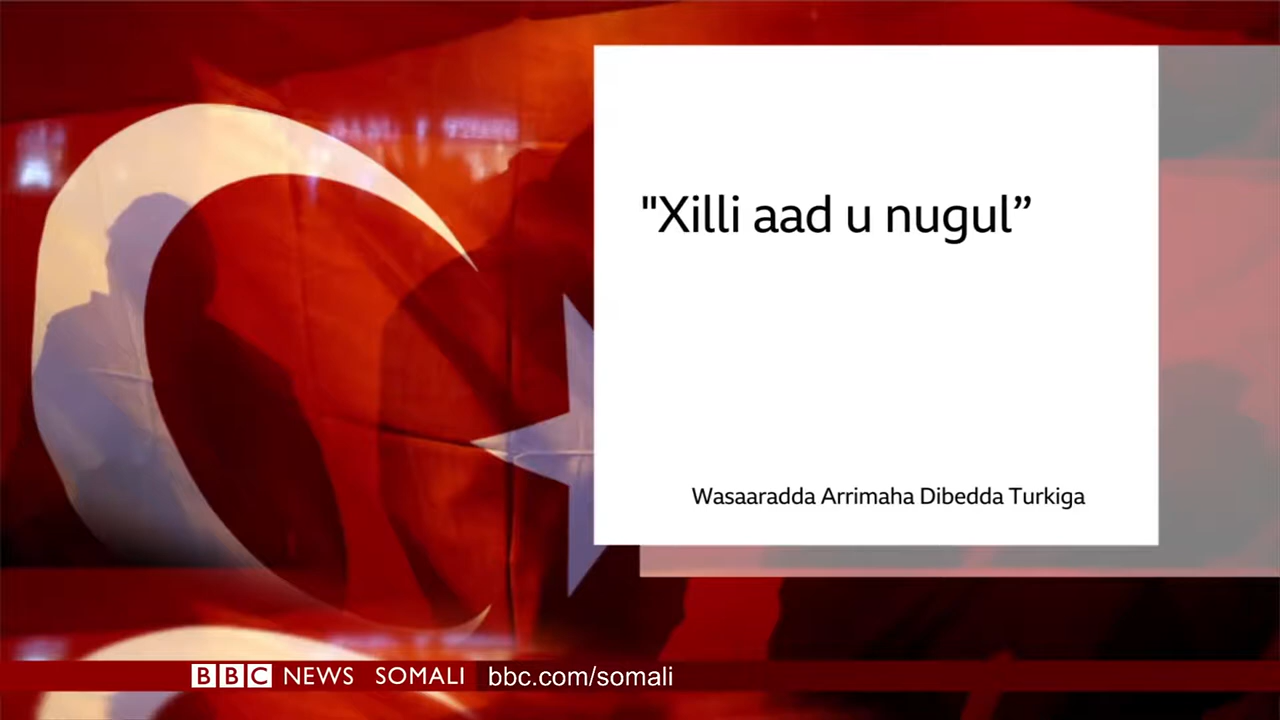 "Xilli aad u nugul”
Wasaaradda Arrimaha Dibedda Turkiga
BBC NEWS SOMALI bbc.com/somali